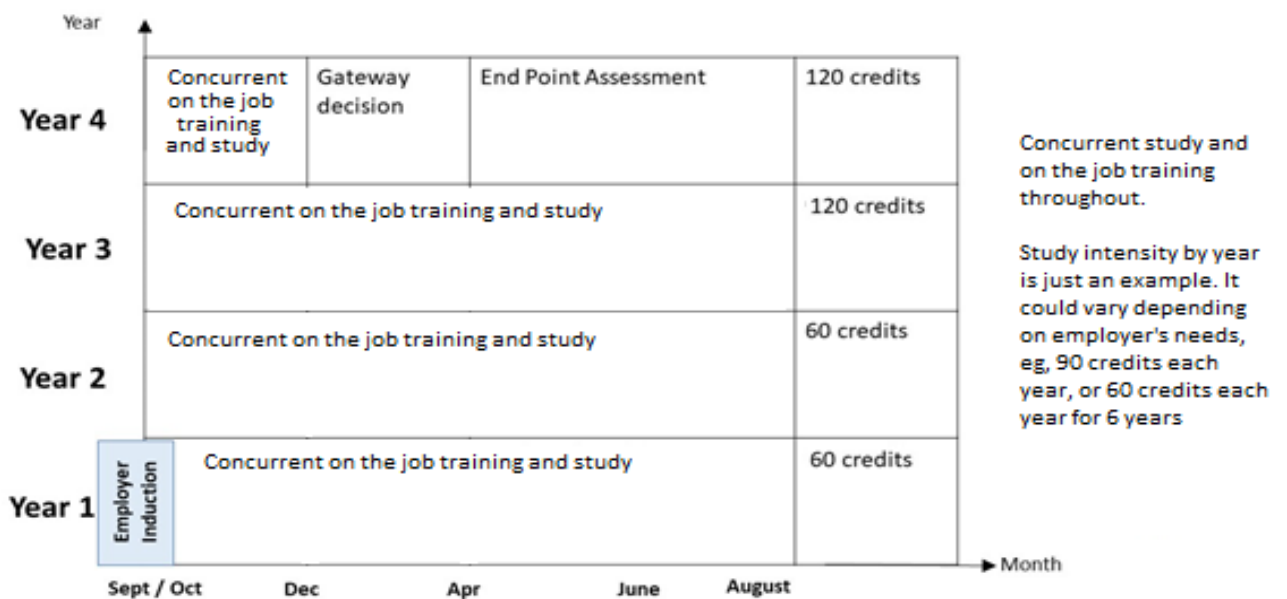 Year
Year 4
Concurrent
on the job
training
and study
Gateway
decision
End Point Assessment
120 credits
Year 3
Concurrent on the job training and study
120 credits
Year 2
Concurrent on the job training and study
60 credits
Year 1
Employer
Induction
Concurrent on the job training and study
60 credits
Month
Sept / Oct
Dec
Apr
June
August
Concurrent study and
on the job training
throughout.
Study intensity by year
is just an example. It
could vary depending
on employer's needs,
eg, 90 credits each
year, or 60 credits each
year for 6 years